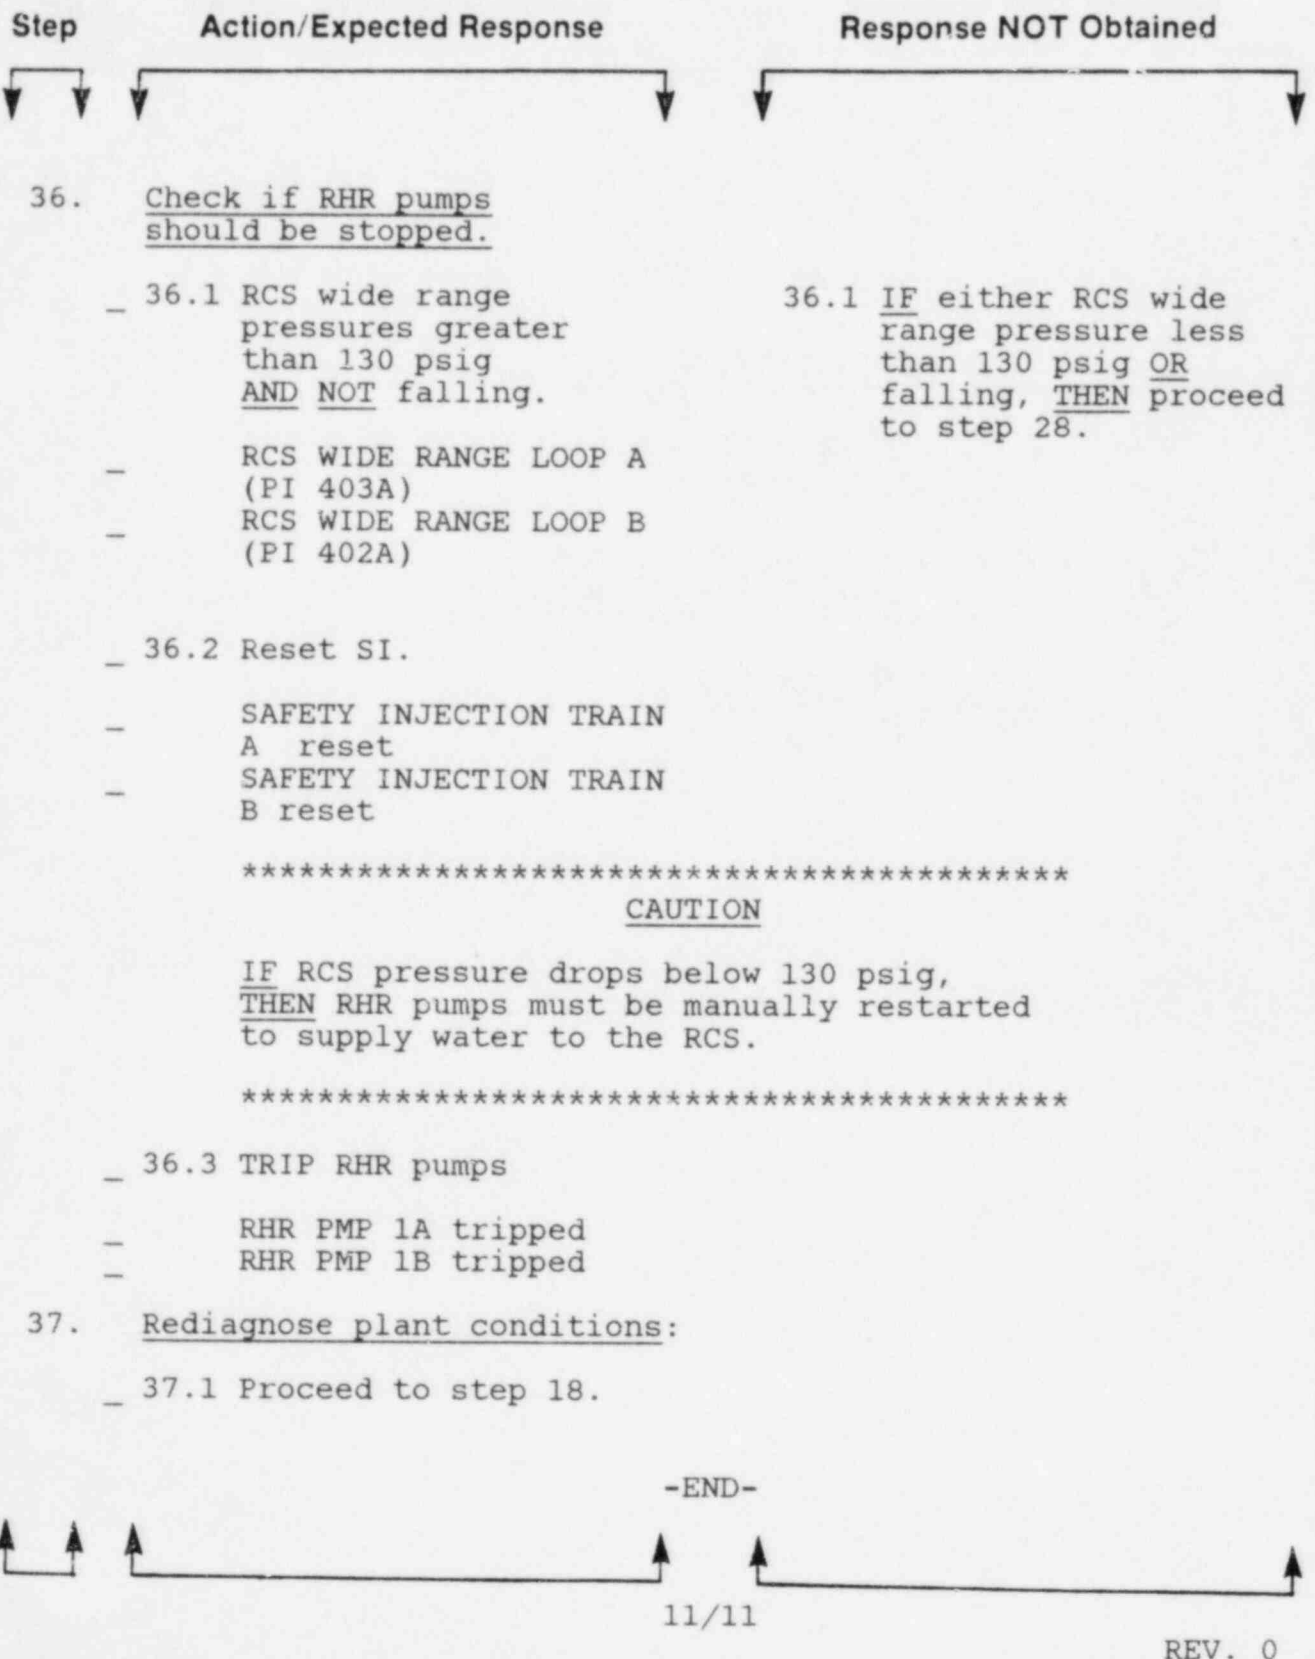 Step Action/Expected Response Response NOT Obtained
36. Check if RHR pumps
should be stopped.
_ 36.1 RCS wide range
pressures greater
than 130 psig
AND NOT falling.
36.1 IF either RCS wide
range pressure less
than 130 psig OR
falling, THEN proceed
to step 28.
_ RCS WIDE RANGE LOOP A
(PI 403A)
_ RCS WIDE RANGE LOOP B
(PI 402A)
_ 36.2 Reset SI.
_ SAFETY INJECTION TRAIN
A reset
_ SAFETY INJECTION TRAIN
B reset
*******************************************
CAUTION
IF RCS pressure drops below 130 psig,
THEN RHR pumps must be manually restarted
to supply water to the RCS.
*******************************************
_ 36.3 TRIP RHR pumps
_ RHR PMP 1A tripped
_ RHR PMP 1B tripped
37. Rediagnose plant conditions:
_ 37.1 Proceed to step 18.
-END-
11/11
REV. 0